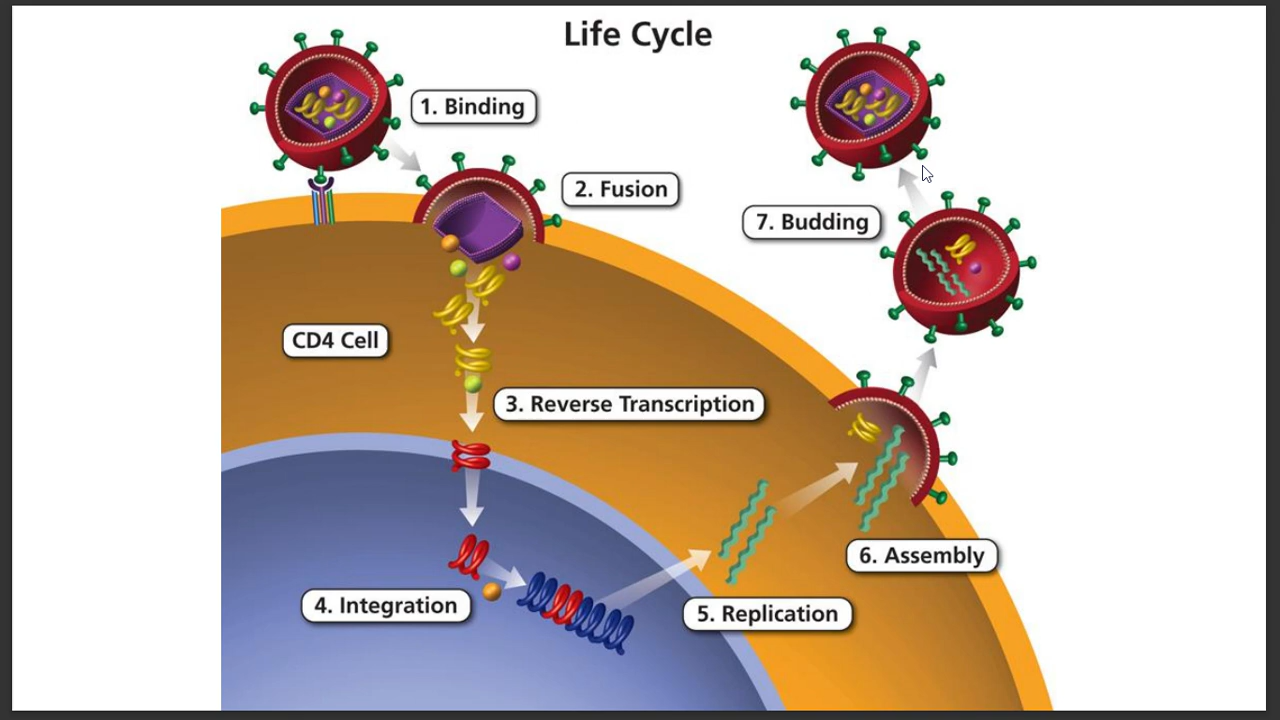 Life Cycle
1. Binding
2. Fusion
7. Budding
CD4 Cell
3. Reverse Transcription
6. Assembly
4. Integration
5. Replication